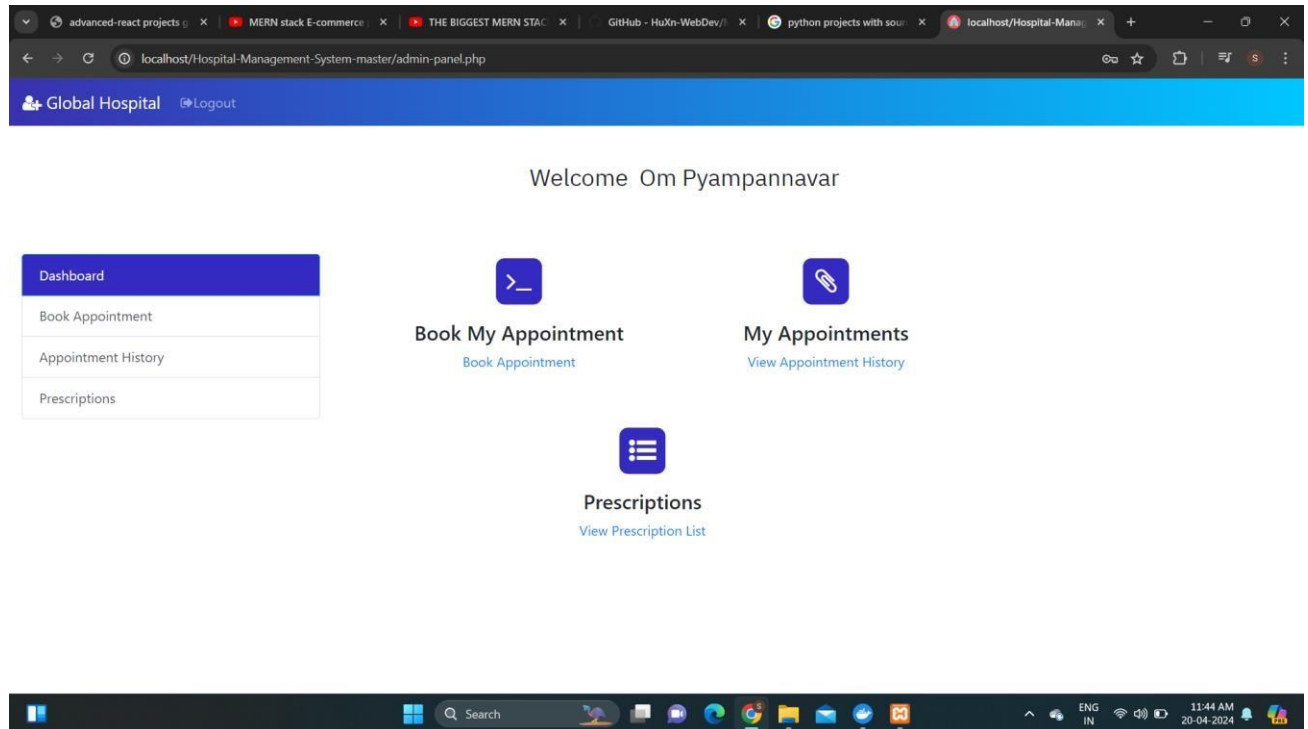 advanced-react projects g
MERN stack E-commerce
THE BIGGEST MERN STAC
GitHub - HuXn-WebDev/
python projects with sour
localhost/Hospital-Manag
localhost/Hospital-Management-System-master/admin-panel.php
S
Global Hospital Logout
Welcome Om Pyampannavar
Dashboard
Book Appointment
Appointment History
Prescriptions
Book My Appointment
Book Appointment
My Appointments
View Appointment History
Prescriptions
View Prescription List
Search
ENG
IN
11:44 AM
20-04-2024